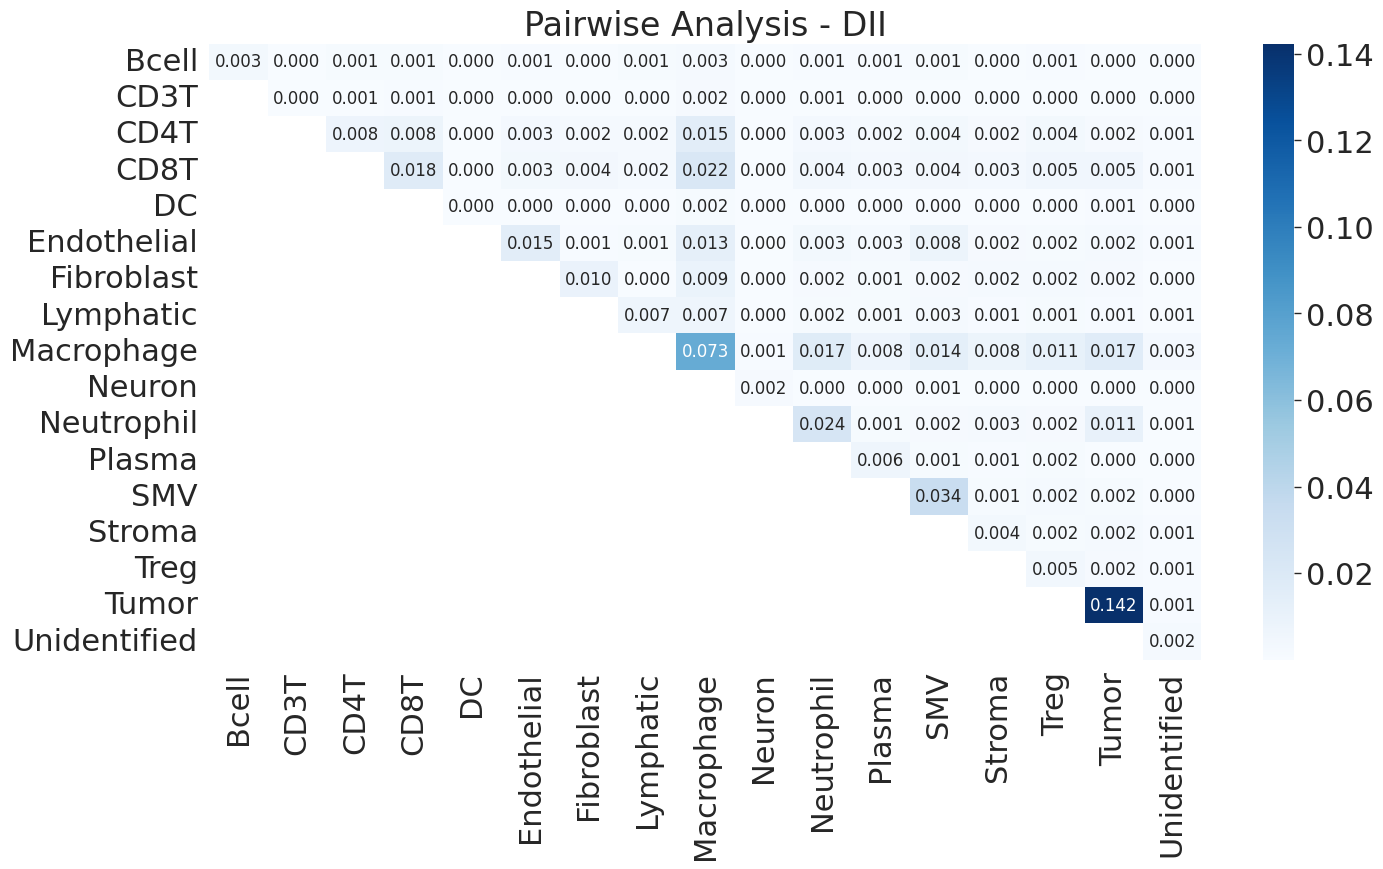 Pairwise Analysis - DII
Bcell 0.003 0.000 0.001 0.001 0.000 0.001 0.000 0.001 0.003 0.000 0.001 0.001 0.001 0.000 0.001 0.000 0.000
CD3T 0.000 0.001 0.001 0.000 0.000 0.000 0.000 0.002 0.000 0.001 0.000 0.000 0.000 0.000 0.000 0.000
CD4T 0.008 0.008 0.000 0.003 0.002 0.002 0.015 0.000 0.003 0.002 0.004 0.002 0.004 0.002 0.001
CD8T 0.018 0.000 0.003 0.004 0.002 0.022 0.000 0.004 0.003 0.004 0.003 0.005 0.005 0.001
DC 0.000 0.000 0.000 0.000 0.002 0.000 0.000 0.000 0.000 0.000 0.000 0.001 0.000
Endothelial 0.015 0.001 0.001 0.013 0.000 0.003 0.003 0.008 0.002 0.002 0.002 0.001
Fibroblast 0.010 0.000 0.009 0.000 0.002 0.001 0.002 0.002 0.002 0.002 0.000
Lymphatic 0.007 0.007 0.000 0.002 0.001 0.003 0.001 0.001 0.001 0.001
Macrophage 0.073 0.001 0.017 0.008 0.014 0.008 0.011 0.017 0.003
Neuron 0.002 0.000 0.000 0.001 0.000 0.000 0.000 0.000
Neutrophil 0.024 0.001 0.002 0.003 0.002 0.011 0.001
Plasma 0.006 0.001 0.001 0.002 0.000 0.000
SMV 0.034 0.001 0.002 0.002 0.000
Stroma 0.004 0.002 0.002 0.001
Treg 0.005 0.002 0.001
Tumor 0.142 0.001
Unidentified 0.002
Bcell CD3T CD4T CD8T DC Endothelial Fibroblast Lymphatic Macrophage Neuron Neutrophil Plasma SMV Stroma Treg Tumor Unidentified
0.14
0.12
0.10
0.08
0.06
0.04
0.02